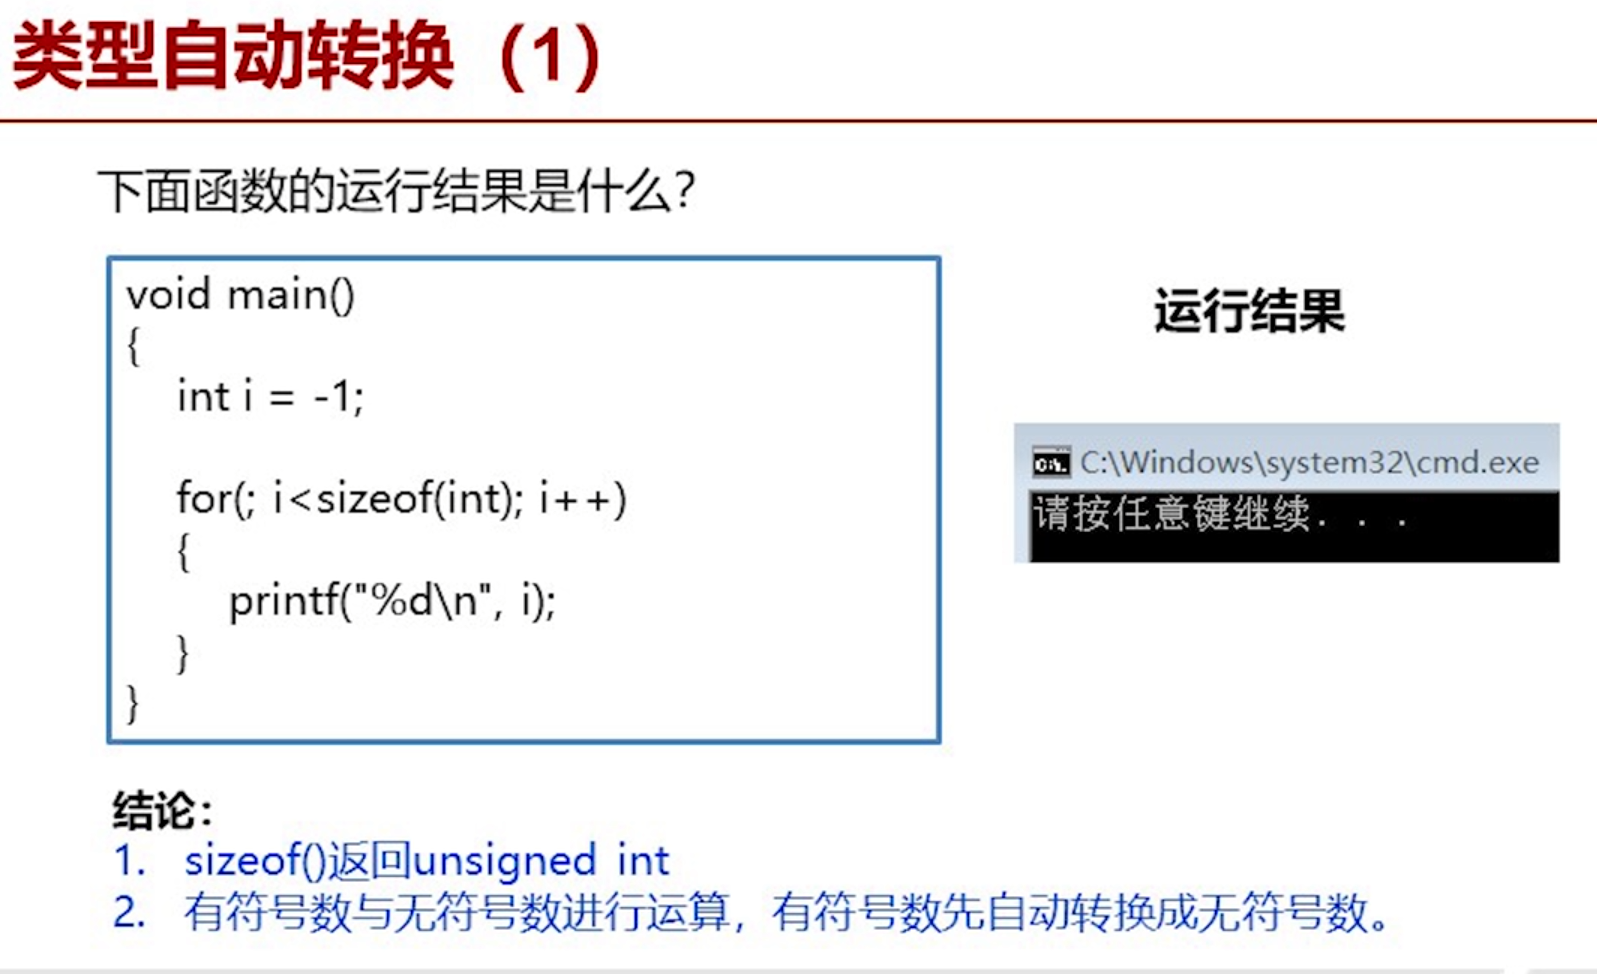 类型自动转换（1）
下面函数的运行结果是什么？
void main()
{
int i = -1;
for(; i<sizeof(int); i++)
{
printf("%d\n", i);
}
}
运行结果
C:\Windows\system32\cmd.exe
请按任意键继续. . .
结论：
1. sizeof()返回unsigned int
2. 有符号数与无符号数进行运算，有符号数先自动转换成无符号数。